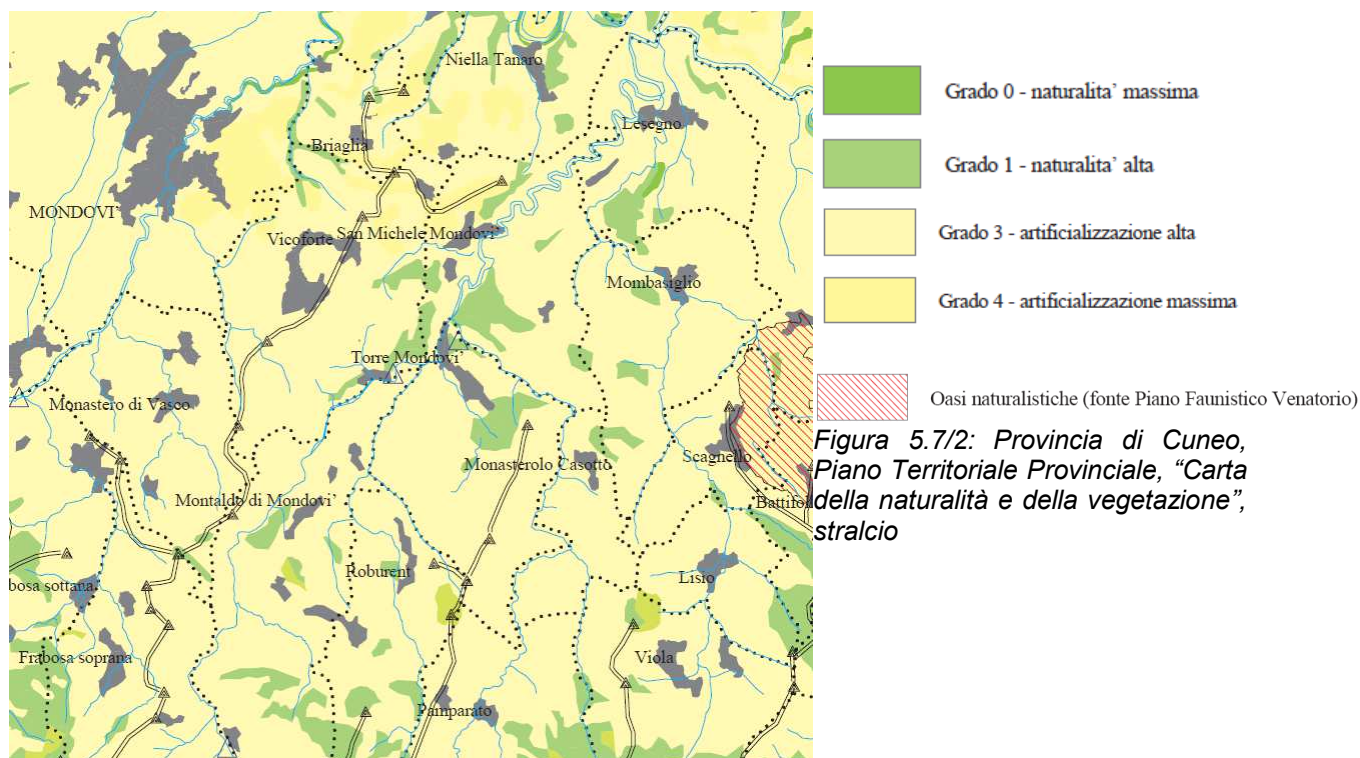 Niella Tanaro
Lesegno
Briaglia
MONDOVI'
Vicoforte
San Michele Mondovi'
Mombasiglio
Torre Mondovi'
Monastero di Vasco
Monasterolo Casotto
Scagnello
Montaldo di Mondovi'
Battifol
Roburent
Lisio
bosa sottana
Frabosa soprana
Viola
Pamparato
Grado 0 - naturalita' massima
Grado 1 - naturalita' alta
Grado 3 - artificializzazione alta
Grado 4 - artificializzazione massima
Oasi naturalistiche (fonte Piano Faunistico Venatorio)
Figura 5.7/2: Provincia di Cuneo,
Piano Territoriale Provinciale, “Carta
della naturalità e della vegetazione”,
stralcio